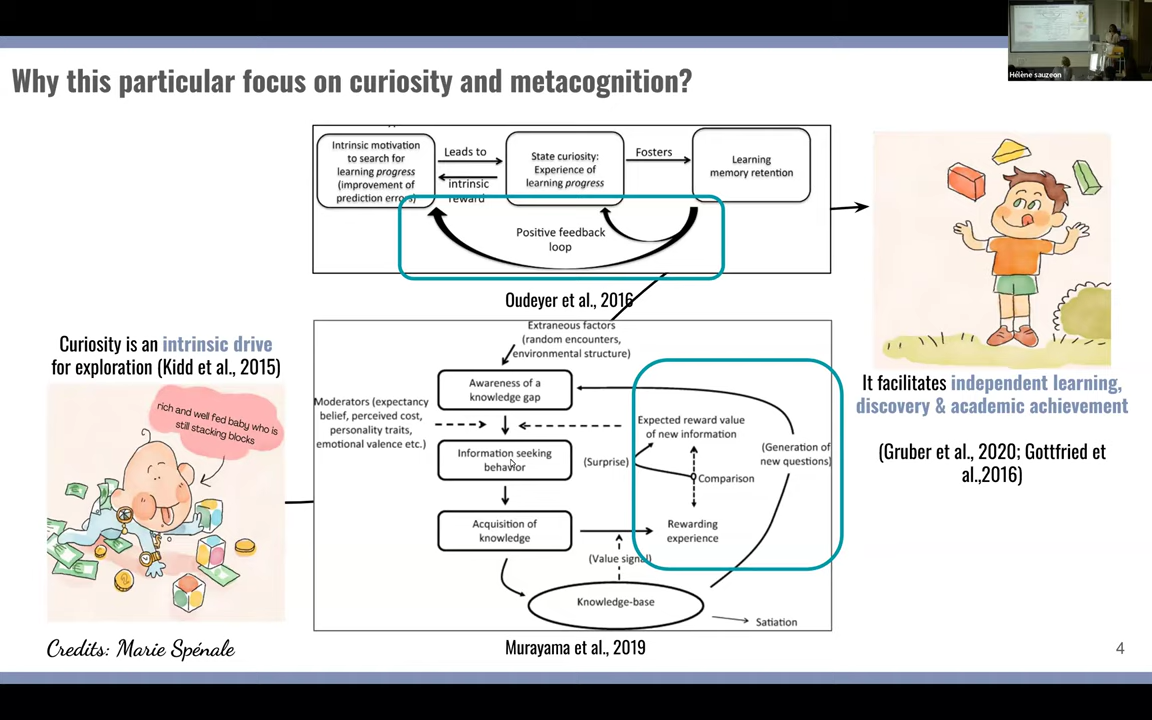 Hélène sauzeon
Why this particular focus on curiosity and metacognition?
Intrinsic motivation
to search for
learning progress
(improvement of
prediction errors)
Leads to
intrinsic
reward
State curiosity:
Experience of
learning progress
Fosters
Learning
memory retention
Positive feedback
loop
Oudeyer et al., 2016
Curiosity is an intrinsic drive
for exploration (Kidd et al., 2015)
rich and well fed baby who is
still stacking blocks
Credits: Marie Spénale
Extraneous factors
(random encounters,
environmental structure)
Awareness of a
knowledge gap
Moderators (expectancy
belief, perceived cost,
personality traits,
emotional valence etc.)
Information seeking
behavior
(Surprise)
Expected reward value
of new information
Comparison
(Generation of
new questions)
Acquisition of
knowledge
Rewarding
experience
(Value signal)
Knowledge-base
Satiation
Murayama et al., 2019
It facilitates independent learning,
discovery & academic achievement
(Gruber et al., 2020; Gottfried et
al.,2016)
4